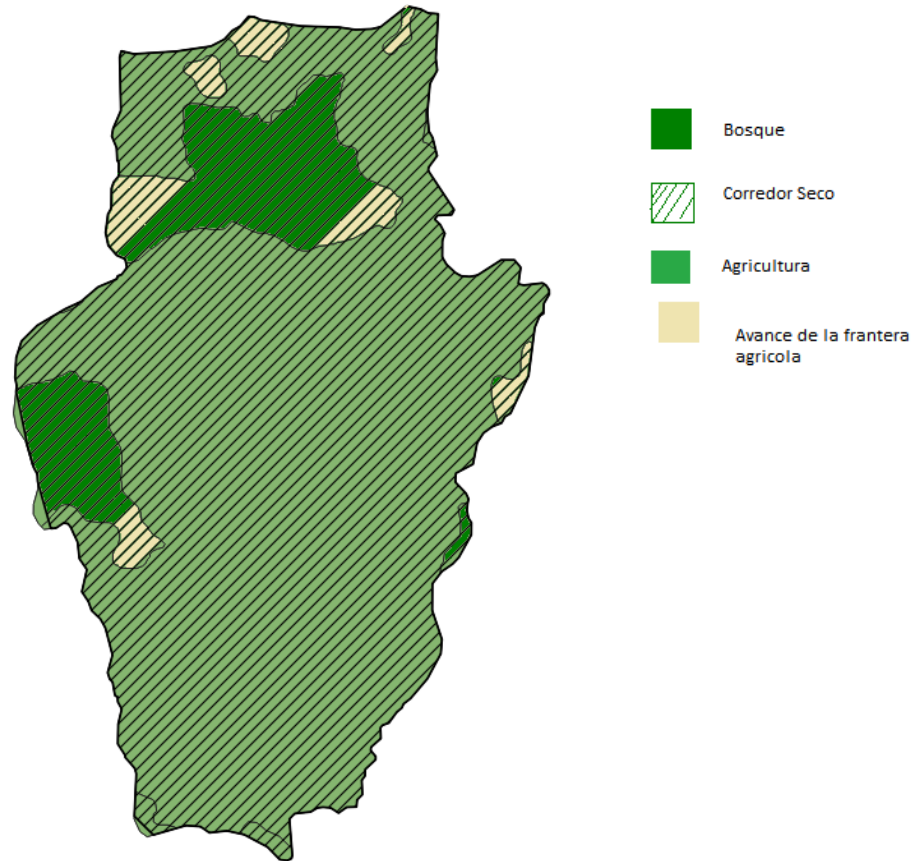 Bosque
Corredor Seco
Agricultura
Avance de la frantera
agricola